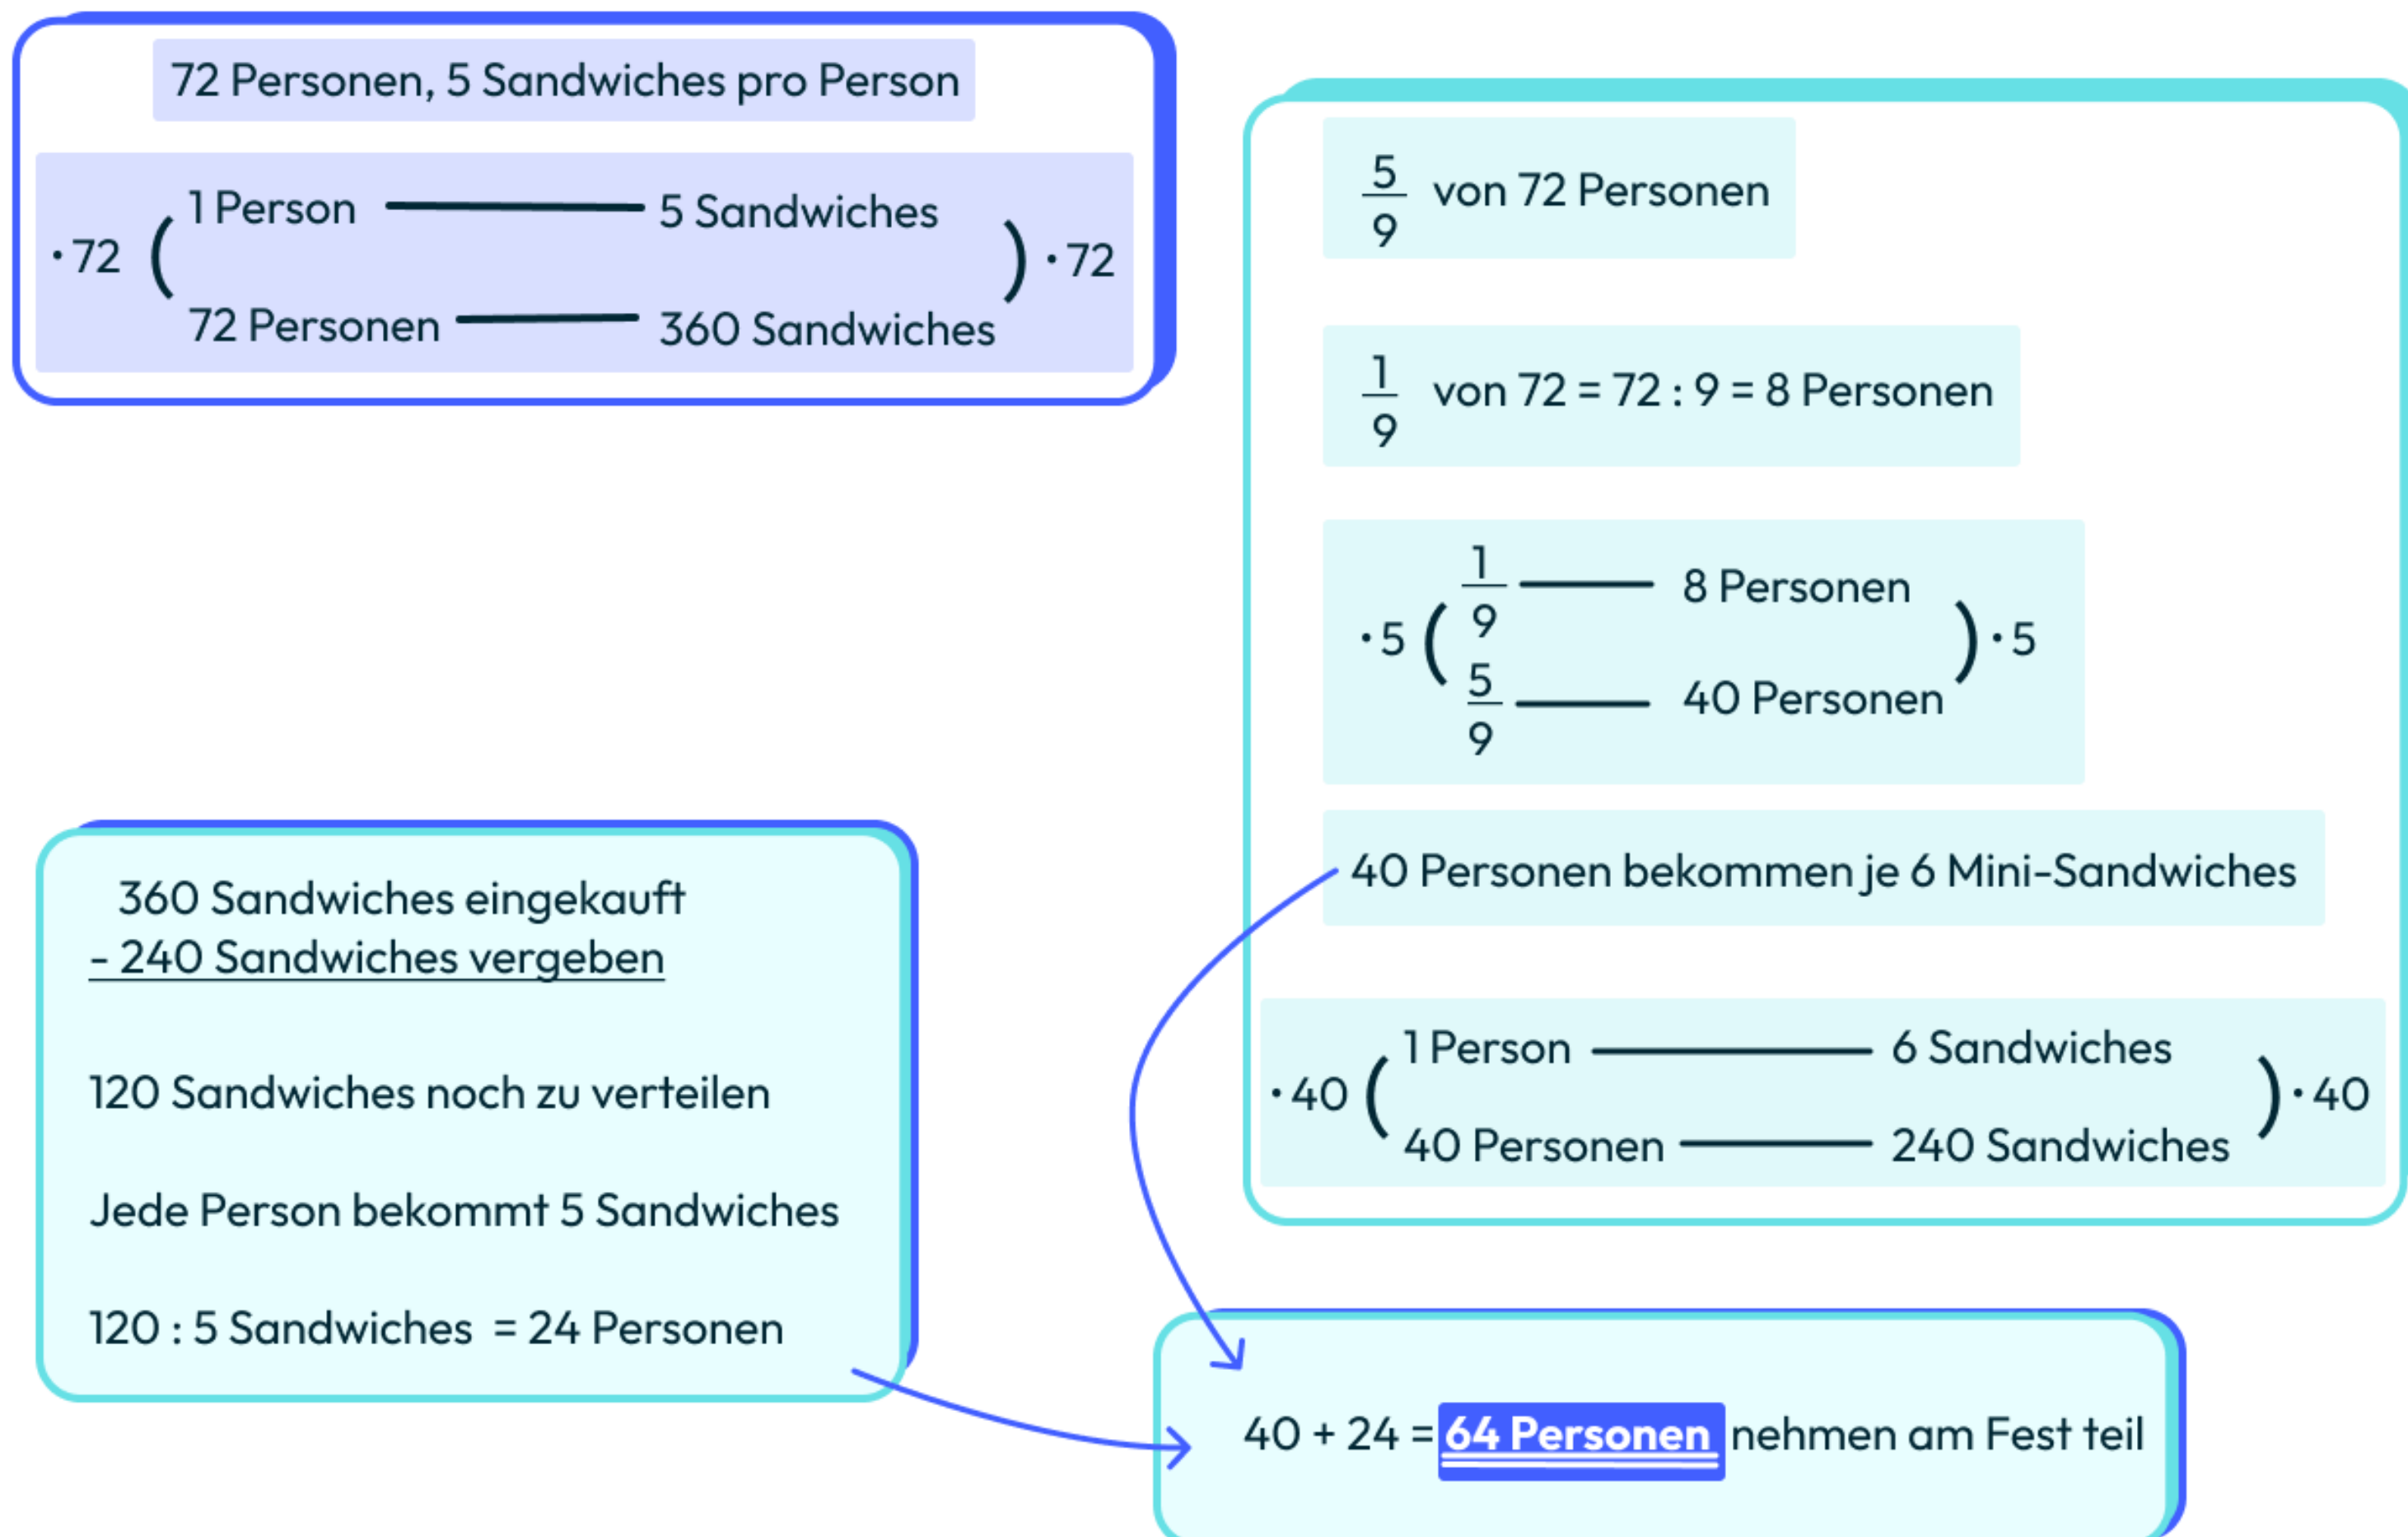 72 Personen, 5 Sandwiches pro Person
1 Person 5 Sandwiches
·72 ( ) ·72
72 Personen 360 Sandwiches
5/9 von 72 Personen
1/9 von 72 = 72 : 9 = 8 Personen
1/9 8 Personen
·5 ( ) ·5
5/9 40 Personen
40 Personen bekommen je 6 Mini-Sandwiches
1 Person 6 Sandwiches
·40 ( ) ·40
40 Personen 240 Sandwiches
360 Sandwiches eingekauft
- 240 Sandwiches vergeben
120 Sandwiches noch zu verteilen
Jede Person bekommt 5 Sandwiches
120 : 5 Sandwiches = 24 Personen
40 + 24 = 64 Personen nehmen am Fest teil